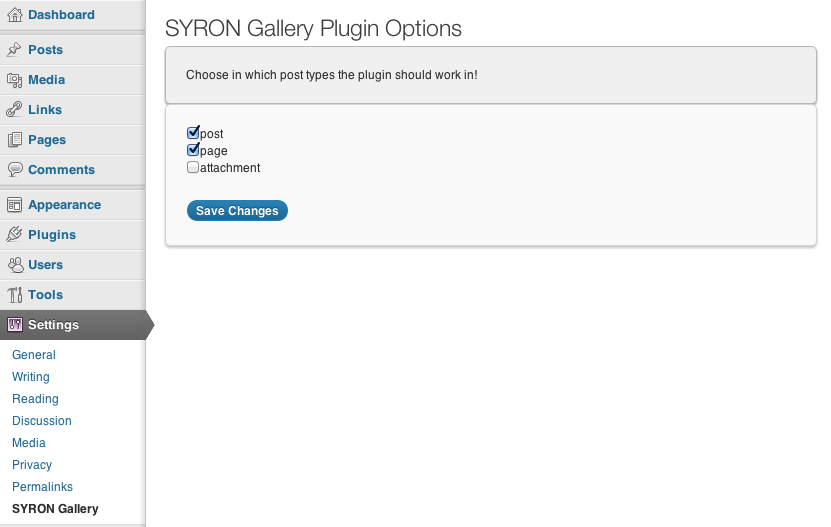 Dashboard
Posts
Media
Links
Pages
Comments
Appearance
Plugins
Users
Tools
Settings
General
Writing
Reading
Discussion
Media
Privacy
Permalinks
SYRON Gallery
SYRON Gallery Plugin Options
Choose in which post types the plugin should work in!
post
page
attachment
Save Changes